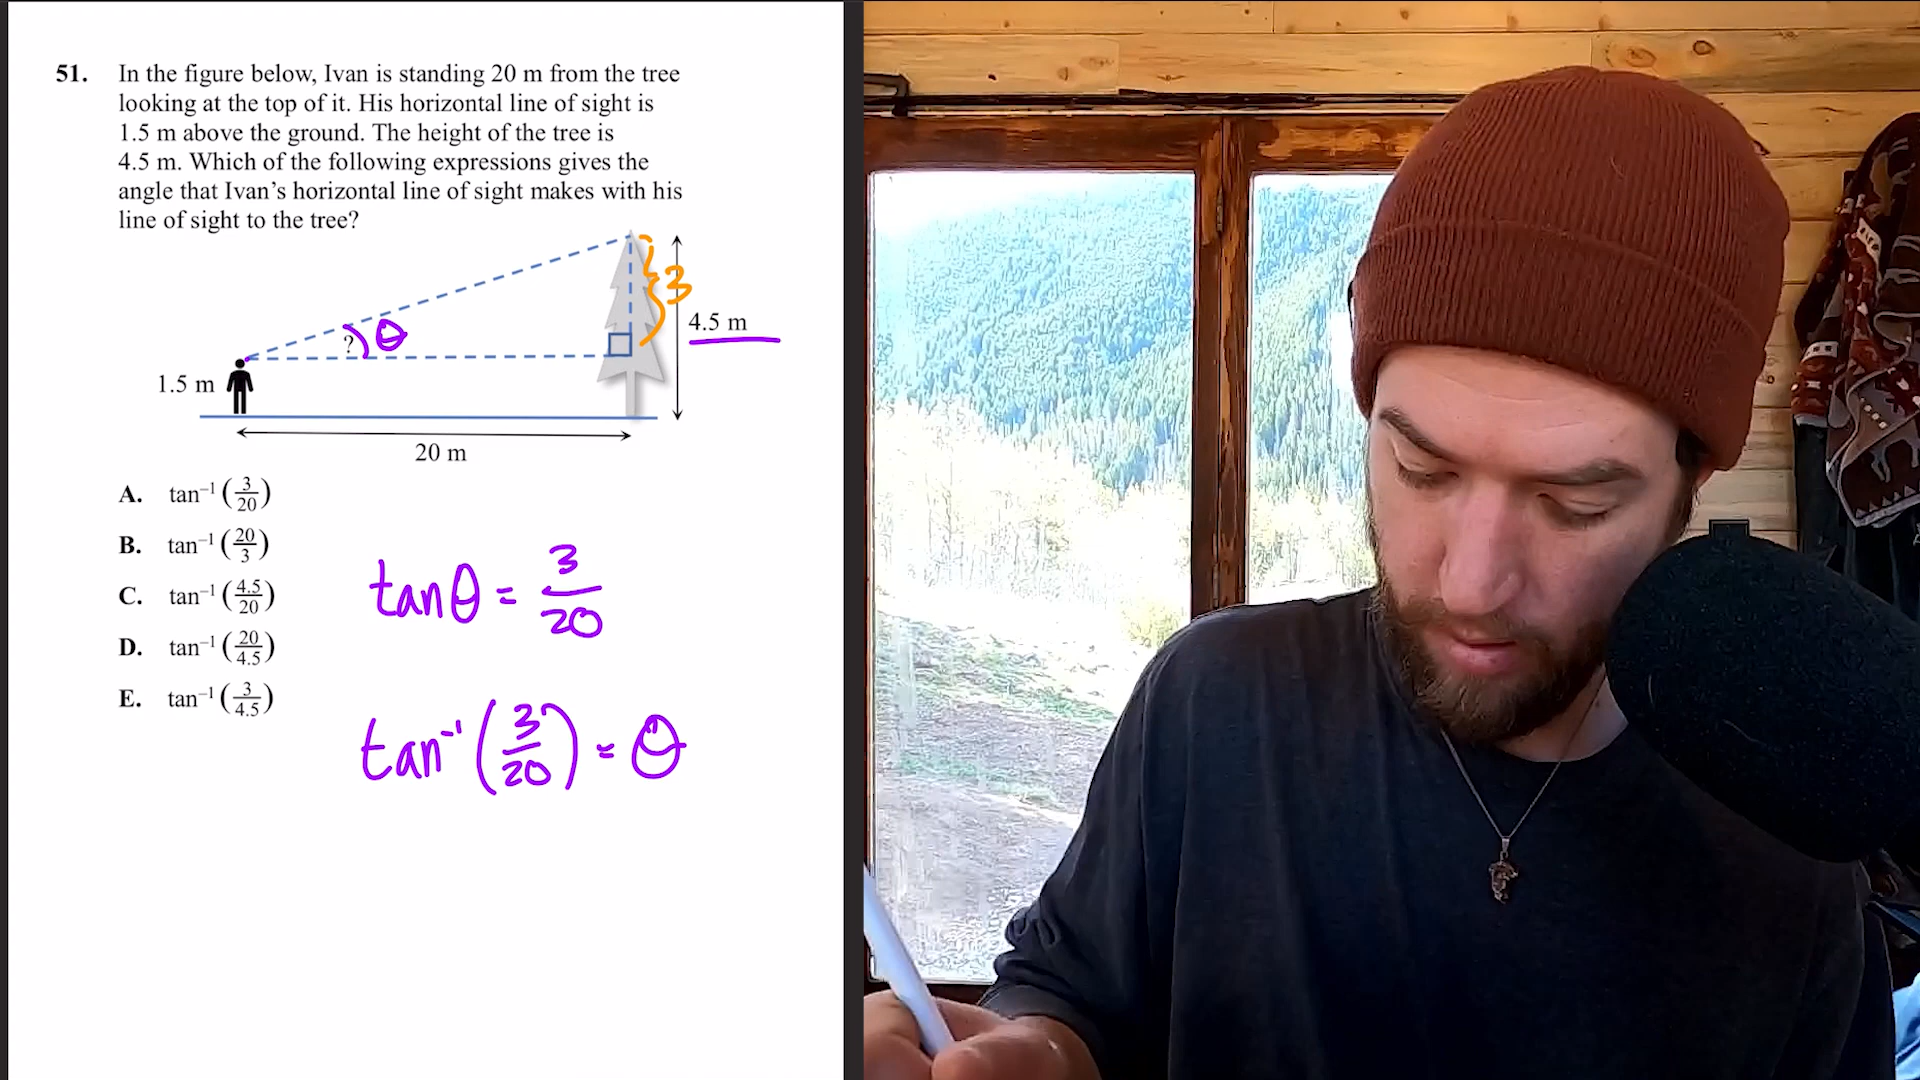 51. In the figure below, Ivan is standing 20 m from the tree
looking at the top of it. His horizontal line of sight is
1.5 m above the ground. The height of the tree is
4.5 m. Which of the following expressions gives the
angle that Ivan’s horizontal line of sight makes with his
line of sight to the tree?
3
4.5 m
? θ
1.5 m
20 m
A. tan⁻¹ (3/20)
B. tan⁻¹ (20/3)
C. tan⁻¹ (4.5/20)
D. tan⁻¹ (20/4.5)
E. tan⁻¹ (3/4.5)
tanθ = 3/20
tan⁻¹ (3/20) = θ